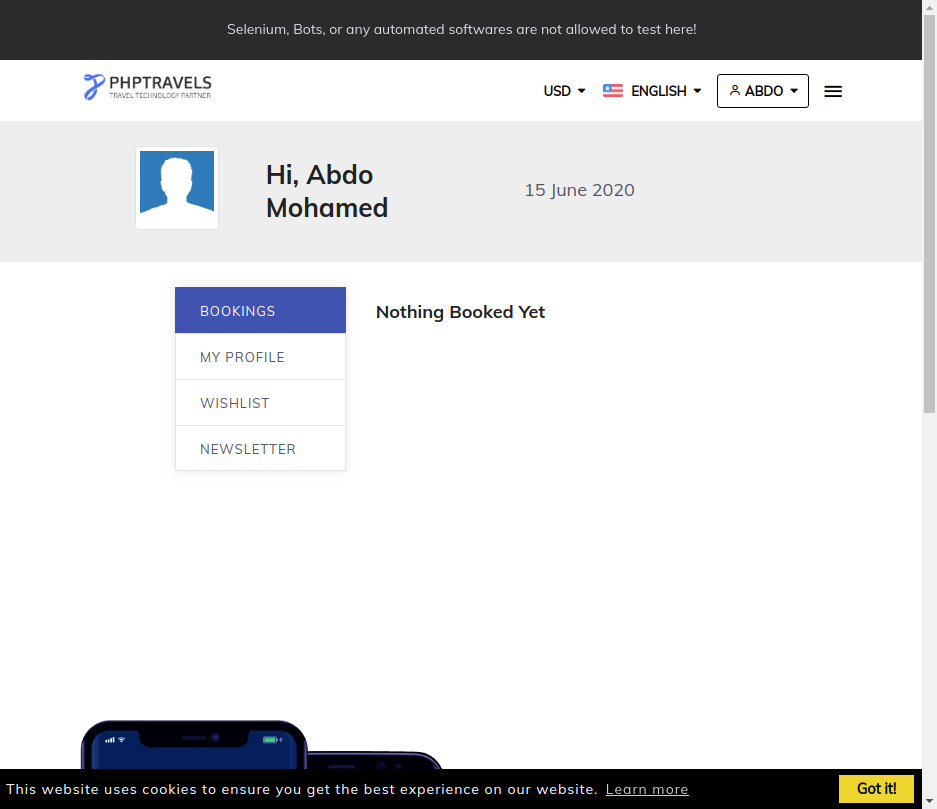 Selenium, Bots, or any automated softwares are not allowed to test here!
PHPTRAVELS
TRAVEL TECHNOLOGY PARTNER
USD
ENGLISH
ABDO
Hi, Abdo
Mohamed
15 June 2020
BOOKINGS
Nothing Booked Yet
MY PROFILE
WISHLIST
NEWSLETTER
This website uses cookies to ensure you get the best experience on our website. Learn more
Got it!